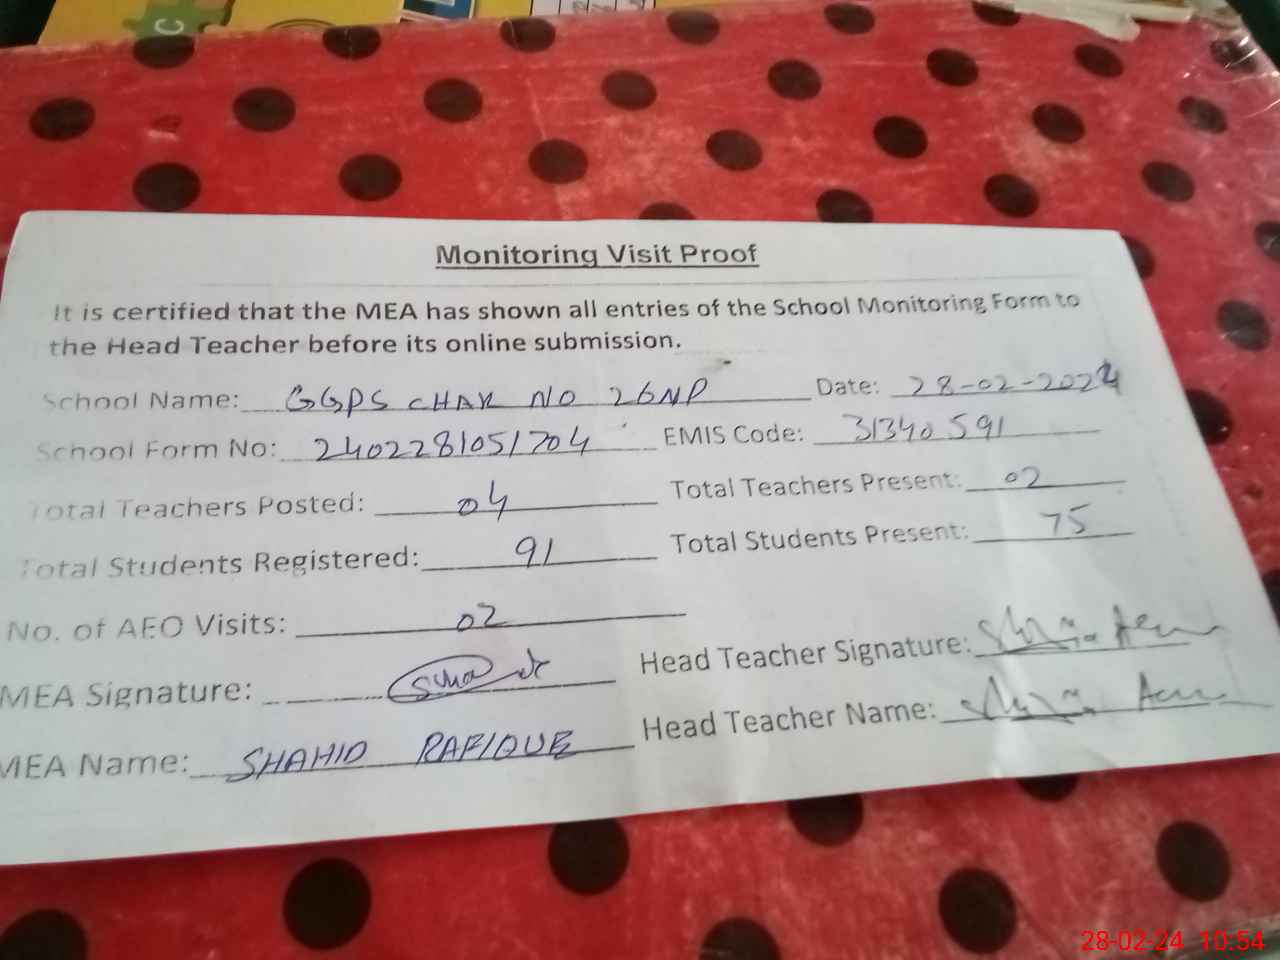 C
Monitoring Visit Proof
It is certified that the MEA has shown all entries of the School Monitoring Form to
the Head Teacher before its online submission.
School Name: GGPS CHAK NO 26NP Date: 28-02-2024
School Form No: 2402281051704 EMIS Code: 31340591
Total Teachers Posted: 04 Total Teachers Present: 02
Total Students Registered: 91 Total Students Present: 75
No. of AEO Visits: 02
MEA Signature: Head Teacher Signature:
MEA Name: SHAHID RAFIQUE Head Teacher Name:
28-02-24 10:54